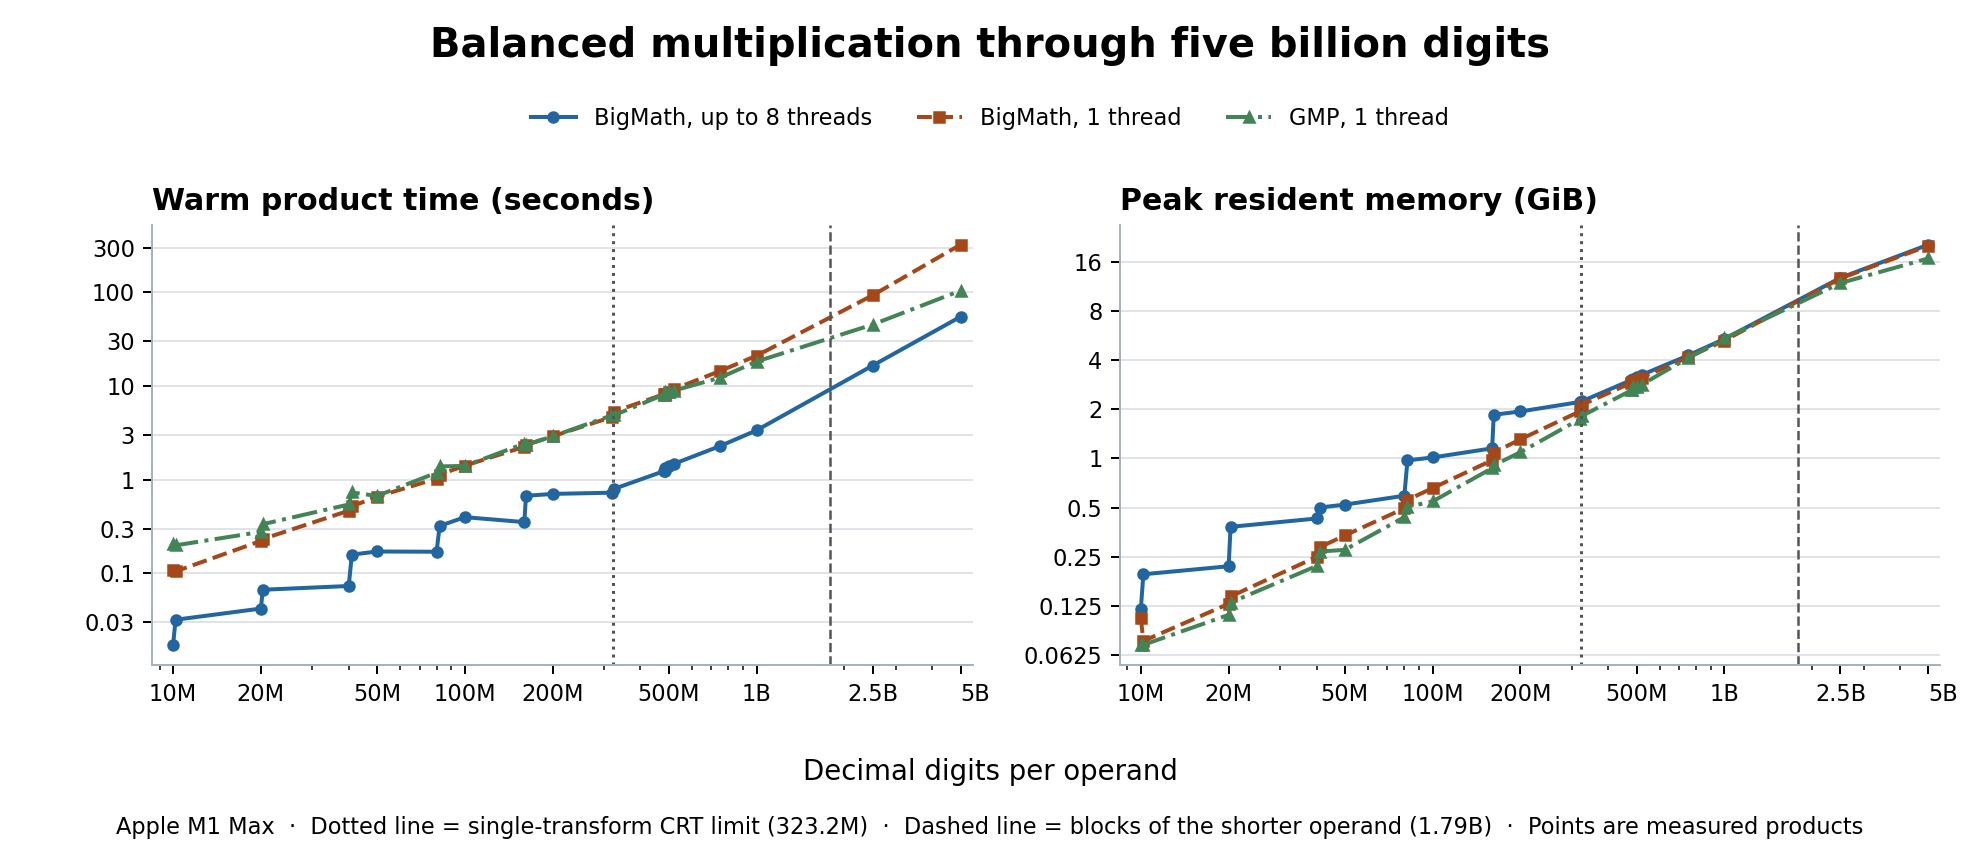 Balanced multiplication through five billion digits
BigMath, up to 8 threads
BigMath, 1 thread
GMP, 1 thread
Warm product time (seconds)
300
100
30
10
3
1
0.3
0.1
0.03
10M
20M
50M
100M
200M
500M
1B
2.5B
5B
Peak resident memory (GiB)
16
8
4
2
1
0.5
0.25
0.125
0.0625
10M
20M
50M
100M
200M
500M
1B
2.5B
5B
Decimal digits per operand
Apple M1 Max · Dotted line = single-transform CRT limit (323.2M) · Dashed line = blocks of the shorter operand (1.79B) · Points are measured products